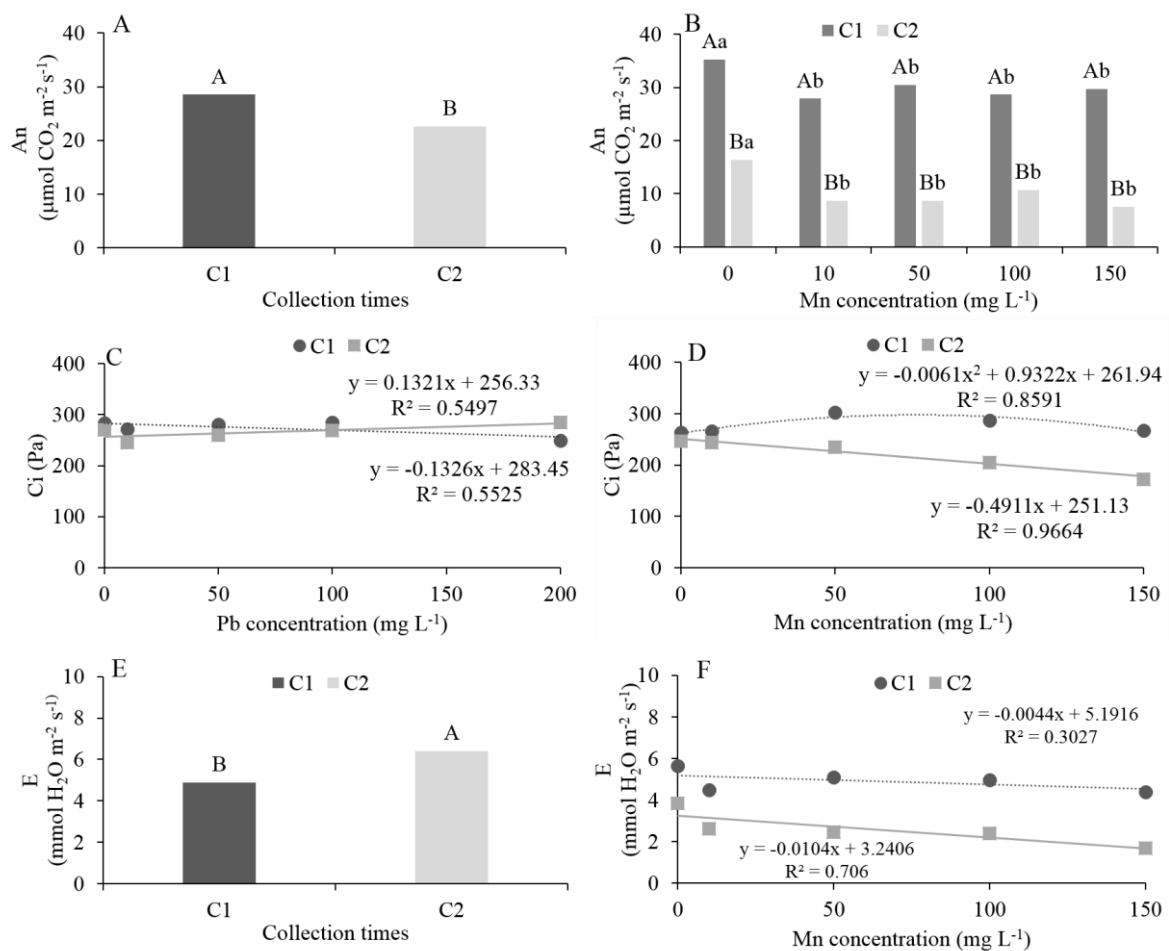 A
An
(μmol CO₂ m⁻² s⁻¹)
40
30
20
10
0
A
B
C1
C2
Collection times
B
C1
C2
An
(μmol CO₂ m⁻² s⁻¹)
40
30
20
10
0
Aa
Ba
Ab
Bb
Ab
Bb
Ab
Bb
Ab
Bb
0
10
50
100
150
Mn concentration (mg L⁻¹)
C
C1
C2
Ci (Pa)
400
300
200
100
0
y = 0.1321x + 256.33
R² = 0.5497
y = -0.1326x + 283.45
R² = 0.5525
0
50
100
150
200
Pb concentration (mg L⁻¹)
D
C1
C2
Ci (Pa)
400
300
200
100
0
y = -0.0061x² + 0.9322x + 261.94
R² = 0.8591
y = -0.4911x + 251.13
R² = 0.9664
0
50
100
150
Mn concentration (mg L⁻¹)
E
C1
C2
E
(mmol H₂O m⁻² s⁻¹)
10
8
6
4
2
0
B
A
C1
C2
Collection times
F
C1
C2
E
(mmol H₂O m⁻² s⁻¹)
10
8
6
4
2
0
y = -0.0044x + 5.1916
R² = 0.3027
y = -0.0104x + 3.2406
R² = 0.706
0
50
100
150
Mn concentration (mg L⁻¹)